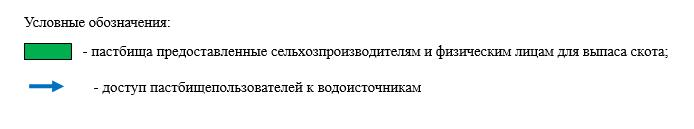 Условные обозначения:
- пастбища предоставленные сельхозпроизводителям и физическим лицам для выпаса скота;
- доступ пастбищепользователей к водоисточникам